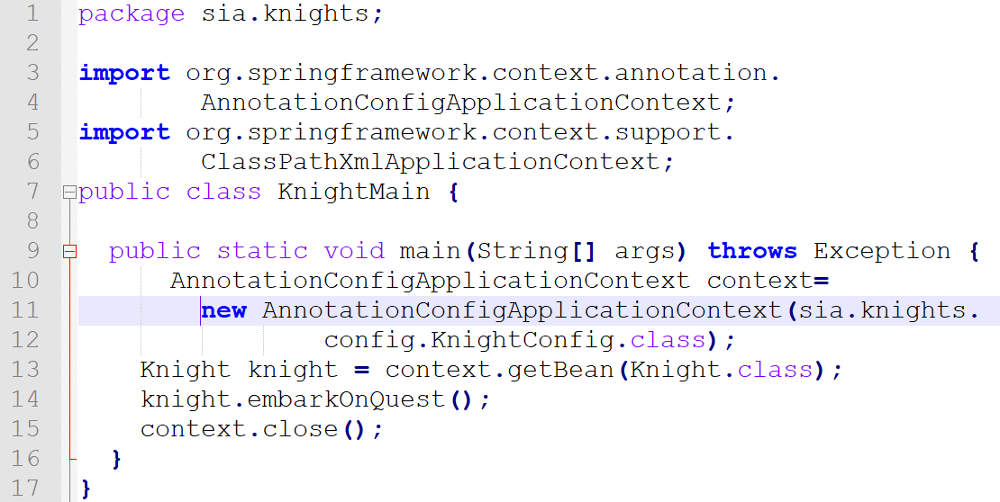 1 package sia.knights;
2
3 import org.springframework.context.annotation.
4         AnnotationConfigApplicationContext;
5 import org.springframework.context.support.
6         ClassPathXmlApplicationContext;
7 public class KnightMain {
8
9   public static void main(String[] args) throws Exception {
10       AnnotationConfigApplicationContext context=
11         new AnnotationConfigApplicationContext(sia.knights.
12                 config.KnightConfig.class);
13     Knight knight = context.getBean(Knight.class);
14     knight.embarkOnQuest();
15     context.close();
16   }
17 }